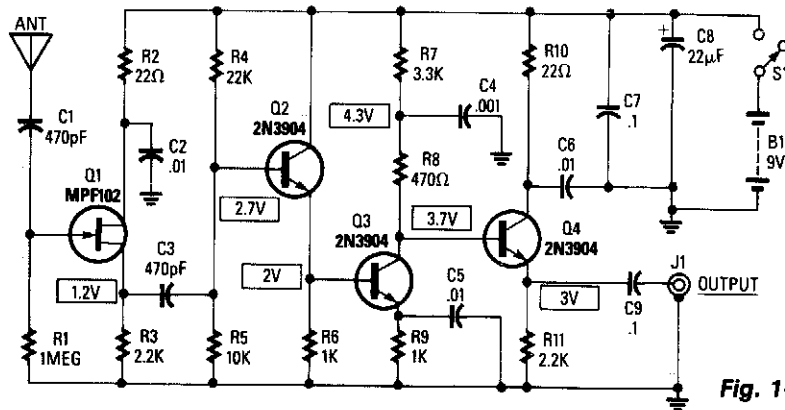 ANT
R2
22Ω
R4
22K
R7
3.3K
R10
22Ω
C8
+
22µF
S1
C1
470pF
C2
.01
Q2
2N3904
4.3V
C4
.001
C7
.1
B1
9V
Q1
MPF102
R8
470Ω
C6
.01
2.7V
Q3
2N3904
3.7V
Q4
2N3904
C3
470pF
2V
C5
.01
J1
OUTPUT
1.2V
3V
C9
.1
R1
1MEG
R3
2.2K
R5
10K
R6
1K
R9
1K
R11
2.2K